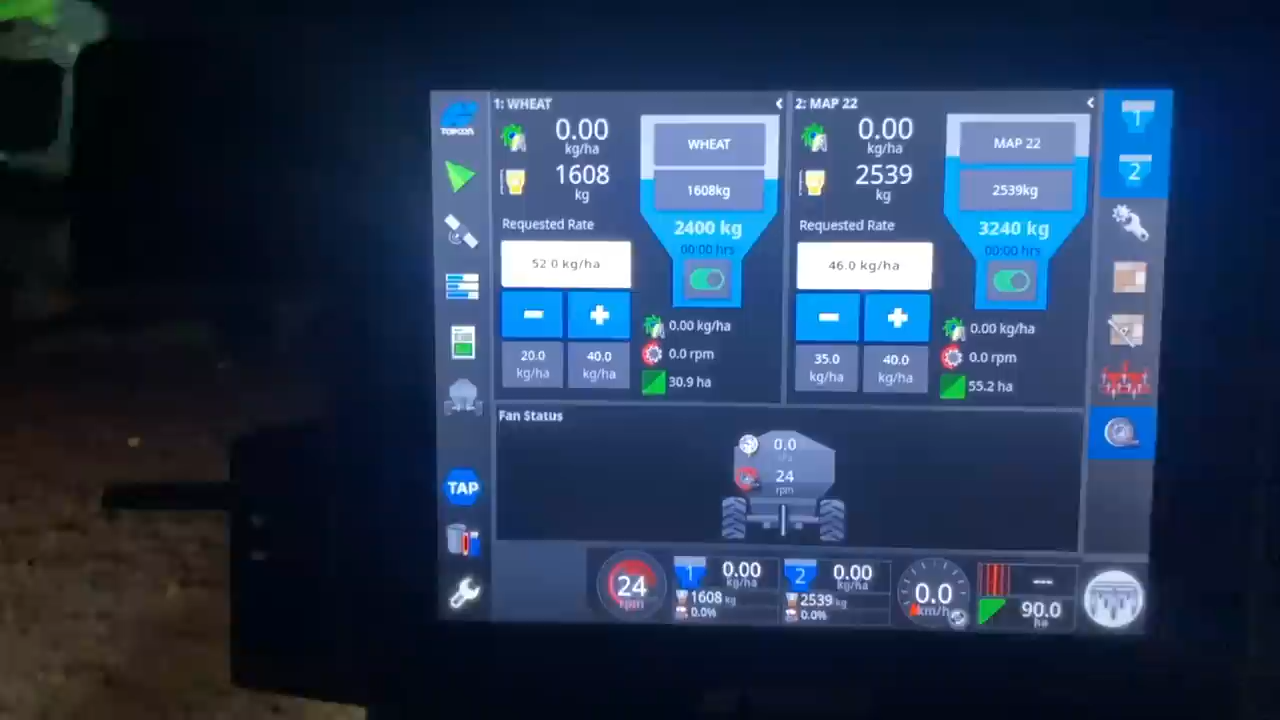 TOPCON
1: WHEAT
0.00
kg/ha
1608
kg
WHEAT
1608kg
2400 kg
00:00 hrs
Requested Rate
52.0 kg/ha
20.0
kg/ha
40.0
kg/ha
0.00 kg/ha
0.0 rpm
30.9 ha
2: MAP 22
0.00
kg/ha
2539
kg
MAP 22
2539kg
3240 kg
00:00 hrs
Requested Rate
46.0 kg/ha
35.0
kg/ha
40.0
kg/ha
0.00 kg/ha
0.0 rpm
55.2 ha
1
2
Fan Status
0.0
24
rpm
TAP
24
rpm
1
0.00
kg/ha
1608 kg
0.0%
2
0.00
kg/ha
2539 kg
0.0%
0.0
km/h
---
90.0
ha